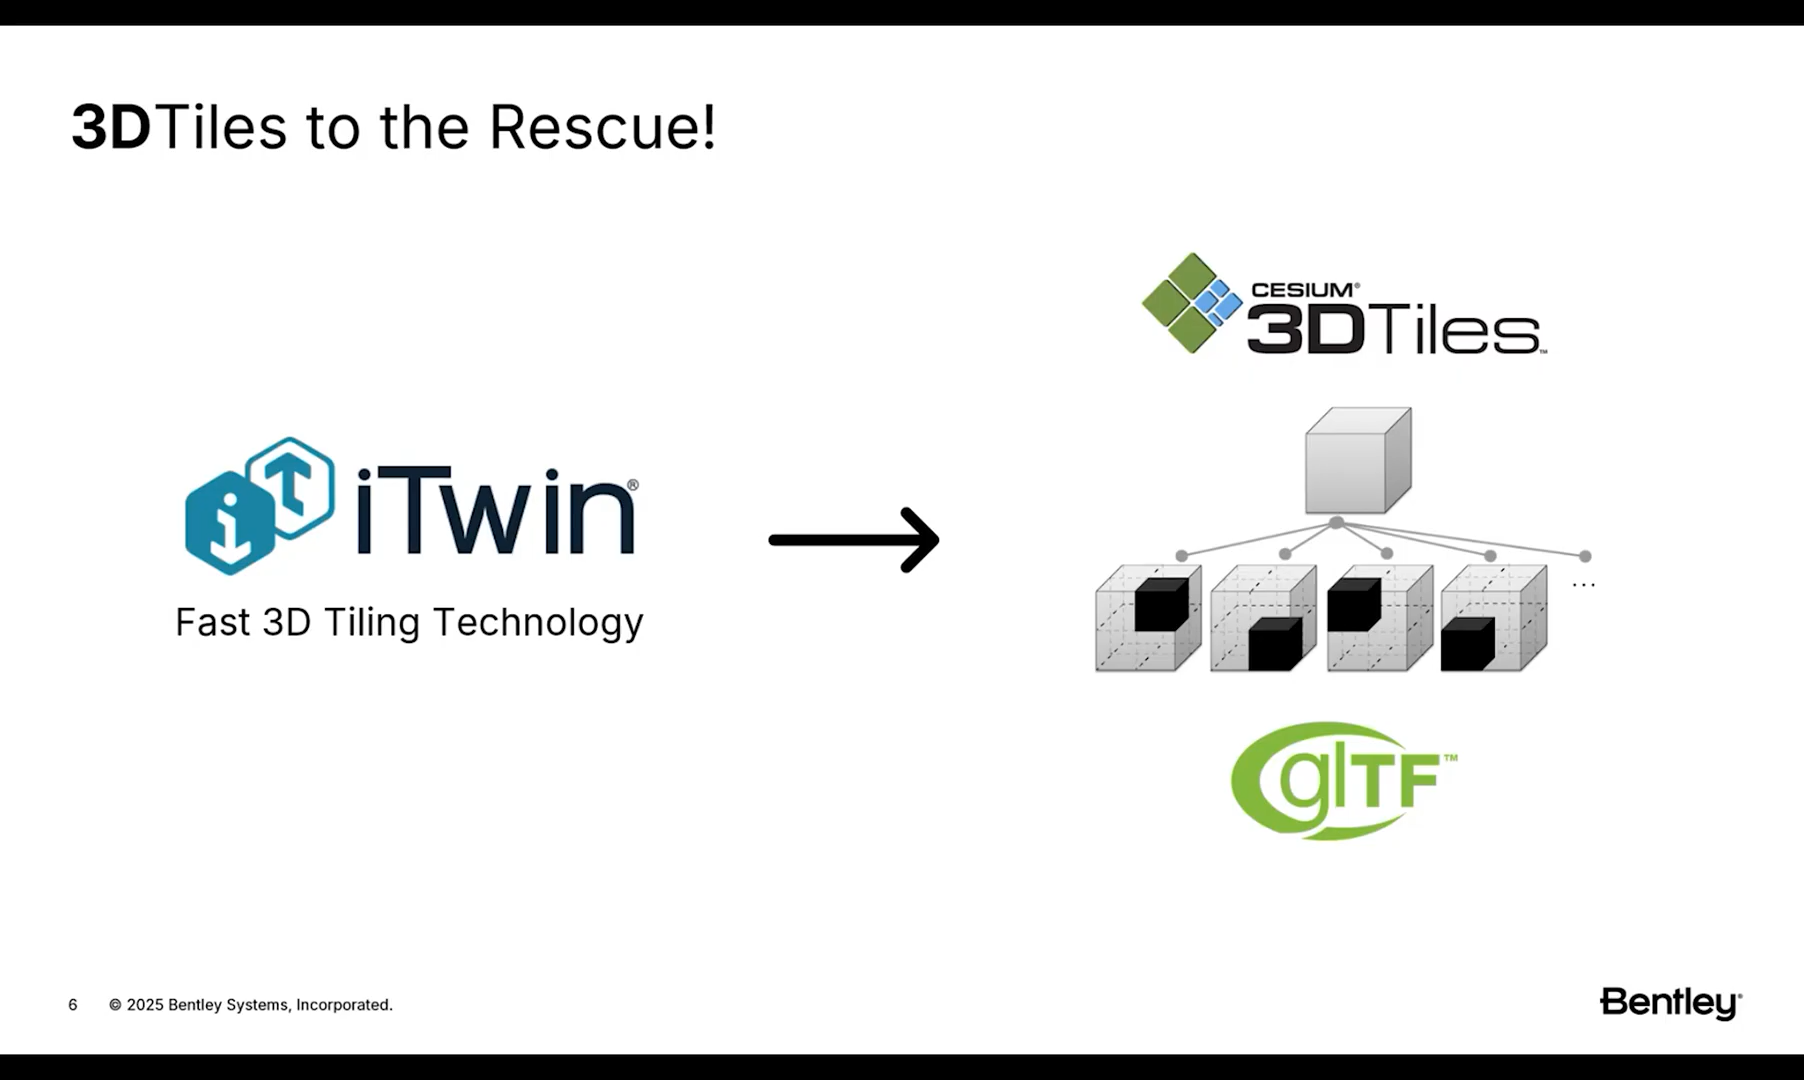 3DTiles to the Rescue!
CESIUM®
3DTiles™
iTwin®
Fast 3D Tiling Technology
...
glTF™
6 © 2025 Bentley Systems, Incorporated.
Bentley®